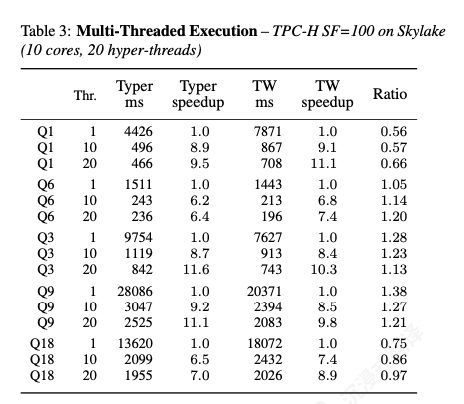 Table 3: Multi-Threaded Execution – TPC-H SF=100 on Skylake
(10 cores, 20 hyper-threads)
Thr. Typer ms Typer speedup TW ms TW speedup Ratio
Q1 1 4426 1.0 7871 1.0 0.56
Q1 10 496 8.9 867 9.1 0.57
Q1 20 466 9.5 708 11.1 0.66
Q6 1 1511 1.0 1443 1.0 1.05
Q6 10 243 6.2 213 6.8 1.14
Q6 20 236 6.4 196 7.4 1.20
Q3 1 9754 1.0 7627 1.0 1.28
Q3 10 1119 8.7 913 8.4 1.23
Q3 20 842 11.6 743 10.3 1.13
Q9 1 28086 1.0 20371 1.0 1.38
Q9 10 3047 9.2 2394 8.5 1.27
Q9 20 2525 11.1 2083 9.8 1.21
Q18 1 13620 1.0 18072 1.0 0.75
Q18 10 2099 6.5 2432 7.4 0.86
Q18 20 1955 7.0 2026 8.9 0.97